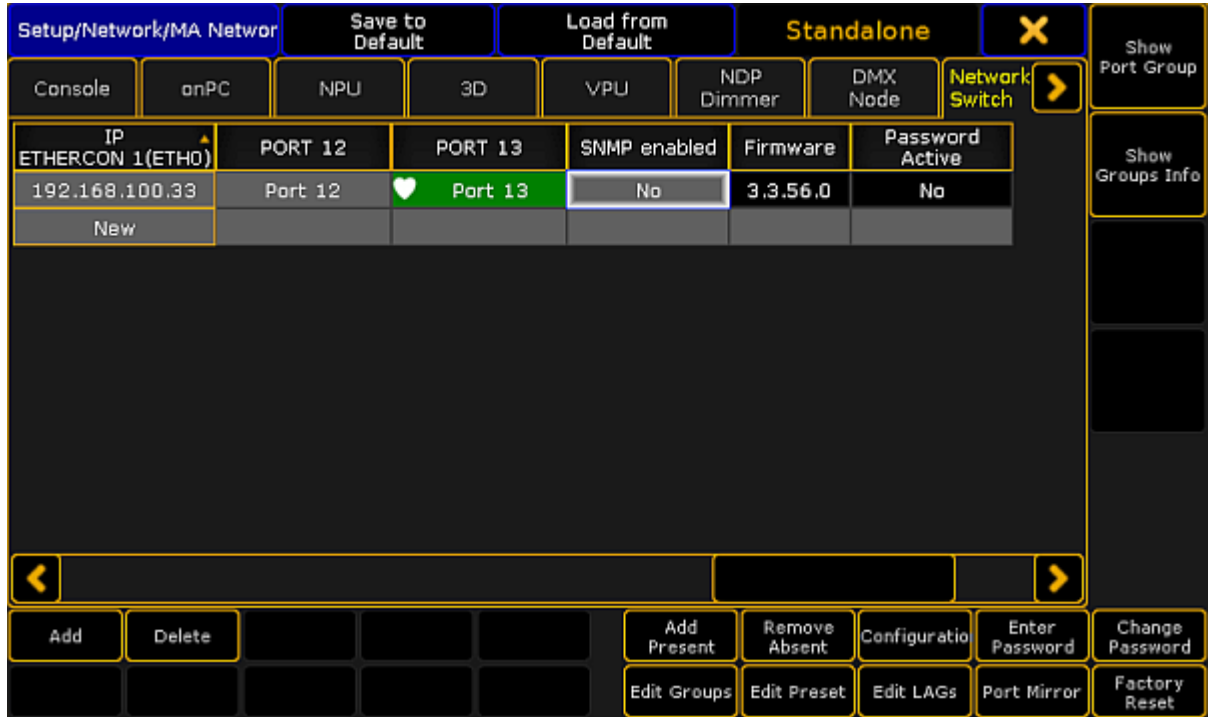 Setup/Network/MA Networ
Save to
Default
Load from
Default
Standalone
Show
Port Group
Console
onPC
NPU
3D
VPU
NDP
Dimmer
DMX
Node
Network
Switch
IP
ETHERCON 1(ETH0)
PORT 12
PORT 13
SNMP enabled
Firmware
Password
Active
Show
Groups Info
192.168.100.33
Port 12
Port 13
No
3.3.56.0
No
New
Add
Delete
Add
Present
Remove
Absent
Configuratio
Enter
Password
Change
Password
Edit Groups
Edit Preset
Edit LAGs
Port Mirror
Factory
Reset